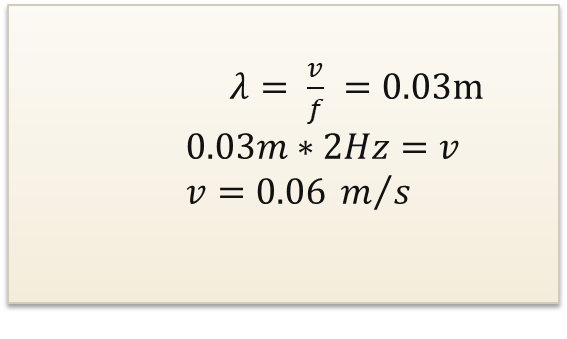 λ = v/f = 0.03m
0.03m * 2Hz = v
v = 0.06 m/s